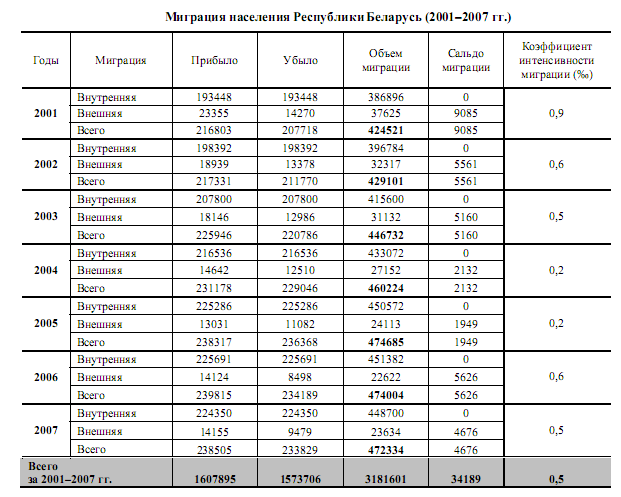 Миграция населения Республики Беларусь (2001–2007 гг.)
Годы Миграция Прибыло Убыло Объем миграции Сальдо миграции Коэффициент интенсивности миграции (‰)
2001 Внутренняя 193448 193448 386896 0 0,9
Внешняя 23355 14270 37625 9085
Всего 216803 207718 424521 9085
2002 Внутренняя 198392 198392 396784 0 0,6
Внешняя 18939 13378 32317 5561
Всего 217331 211770 429101 5561
2003 Внутренняя 207800 207800 415600 0 0,5
Внешняя 18146 12986 31132 5160
Всего 225946 220786 446732 5160
2004 Внутренняя 216536 216536 433072 0 0,2
Внешняя 14642 12510 27152 2132
Всего 231178 229046 460224 2132
2005 Внутренняя 225286 225286 450572 0 0,2
Внешняя 13031 11082 24113 1949
Всего 238317 236368 474685 1949
2006 Внутренняя 225691 225691 451382 0 0,6
Внешняя 14124 8498 22622 5626
Всего 239815 234189 474004 5626
2007 Внутренняя 224350 224350 448700 0 0,5
Внешняя 14155 9479 23634 4676
Всего 238505 233829 472334 4676
Всего
за 2001–2007 гг. 1607895 1573706 3181601 34189 0,5